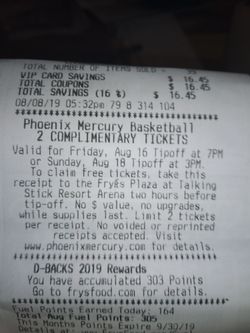 TOTAL NUMBER OF ITEMS SOLD =
VIP CARD SAVINGS $ 16.45
TOTAL COUPONS $ 16.45
TOTAL SAVINGS (16 %) $ 16.45
08/08/19 05:32pm 79 8 314 104
Phoenix Mercury Basketball
2 COMPLIMENTARY TICKETS
Valid for Friday, Aug 16 Tipoff at 7PM
or Sunday, Aug 18 Tipoff at 3PM.
To claim free tickets, take this
receipt to the Frys Plaza at Talking
Stick Resort Arena two hours before
tip-off. No $ value, no upgrades,
while supplies last. Limit 2 tickets
per receipt. No voided or reprinted
receipts accepted. Visit
www.phoenixmercury.com for details.
D-BACKS 2019 Rewards
You have accumulated 303 Points
Go to frysfood.com for details.
Fuel Points Earned Today: 164
Total Aug Fuel Points: 305
This Months Points Expire 9/30/19